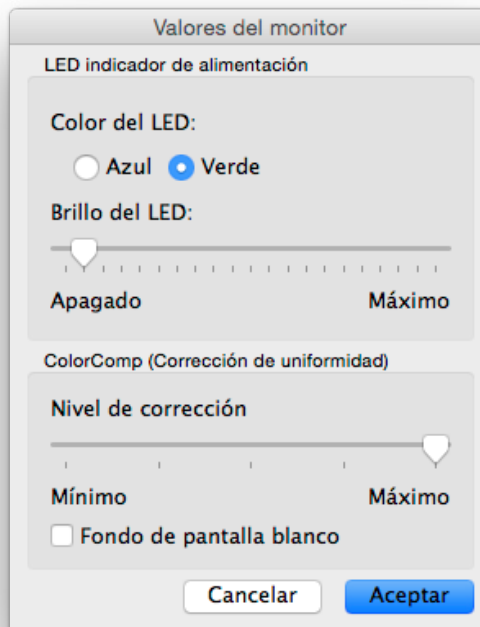 Valores del monitor
LED indicador de alimentación
Color del LED:
Azul Verde
Brillo del LED:
Apagado Máximo
ColorComp (Corrección de uniformidad)
Nivel de corrección
Mínimo Máximo
Fondo de pantalla blanco
Cancelar Aceptar